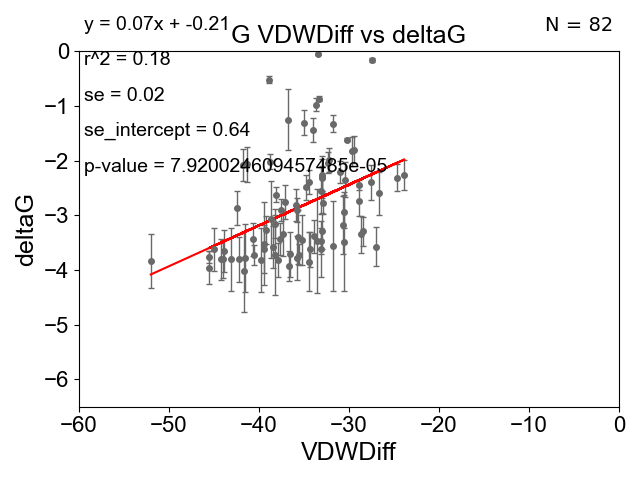 y = 0.07x + -0.21
G VDWDiff vs deltaG
N = 82
r^2 = 0.18
se = 0.02
se_intercept = 0.64
p-value = 7.920024609457485e-05
deltaG
0
−1
−2
−3
−4
−5
−6
−60
−50
−40
−30
−20
−10
0
VDWDiff